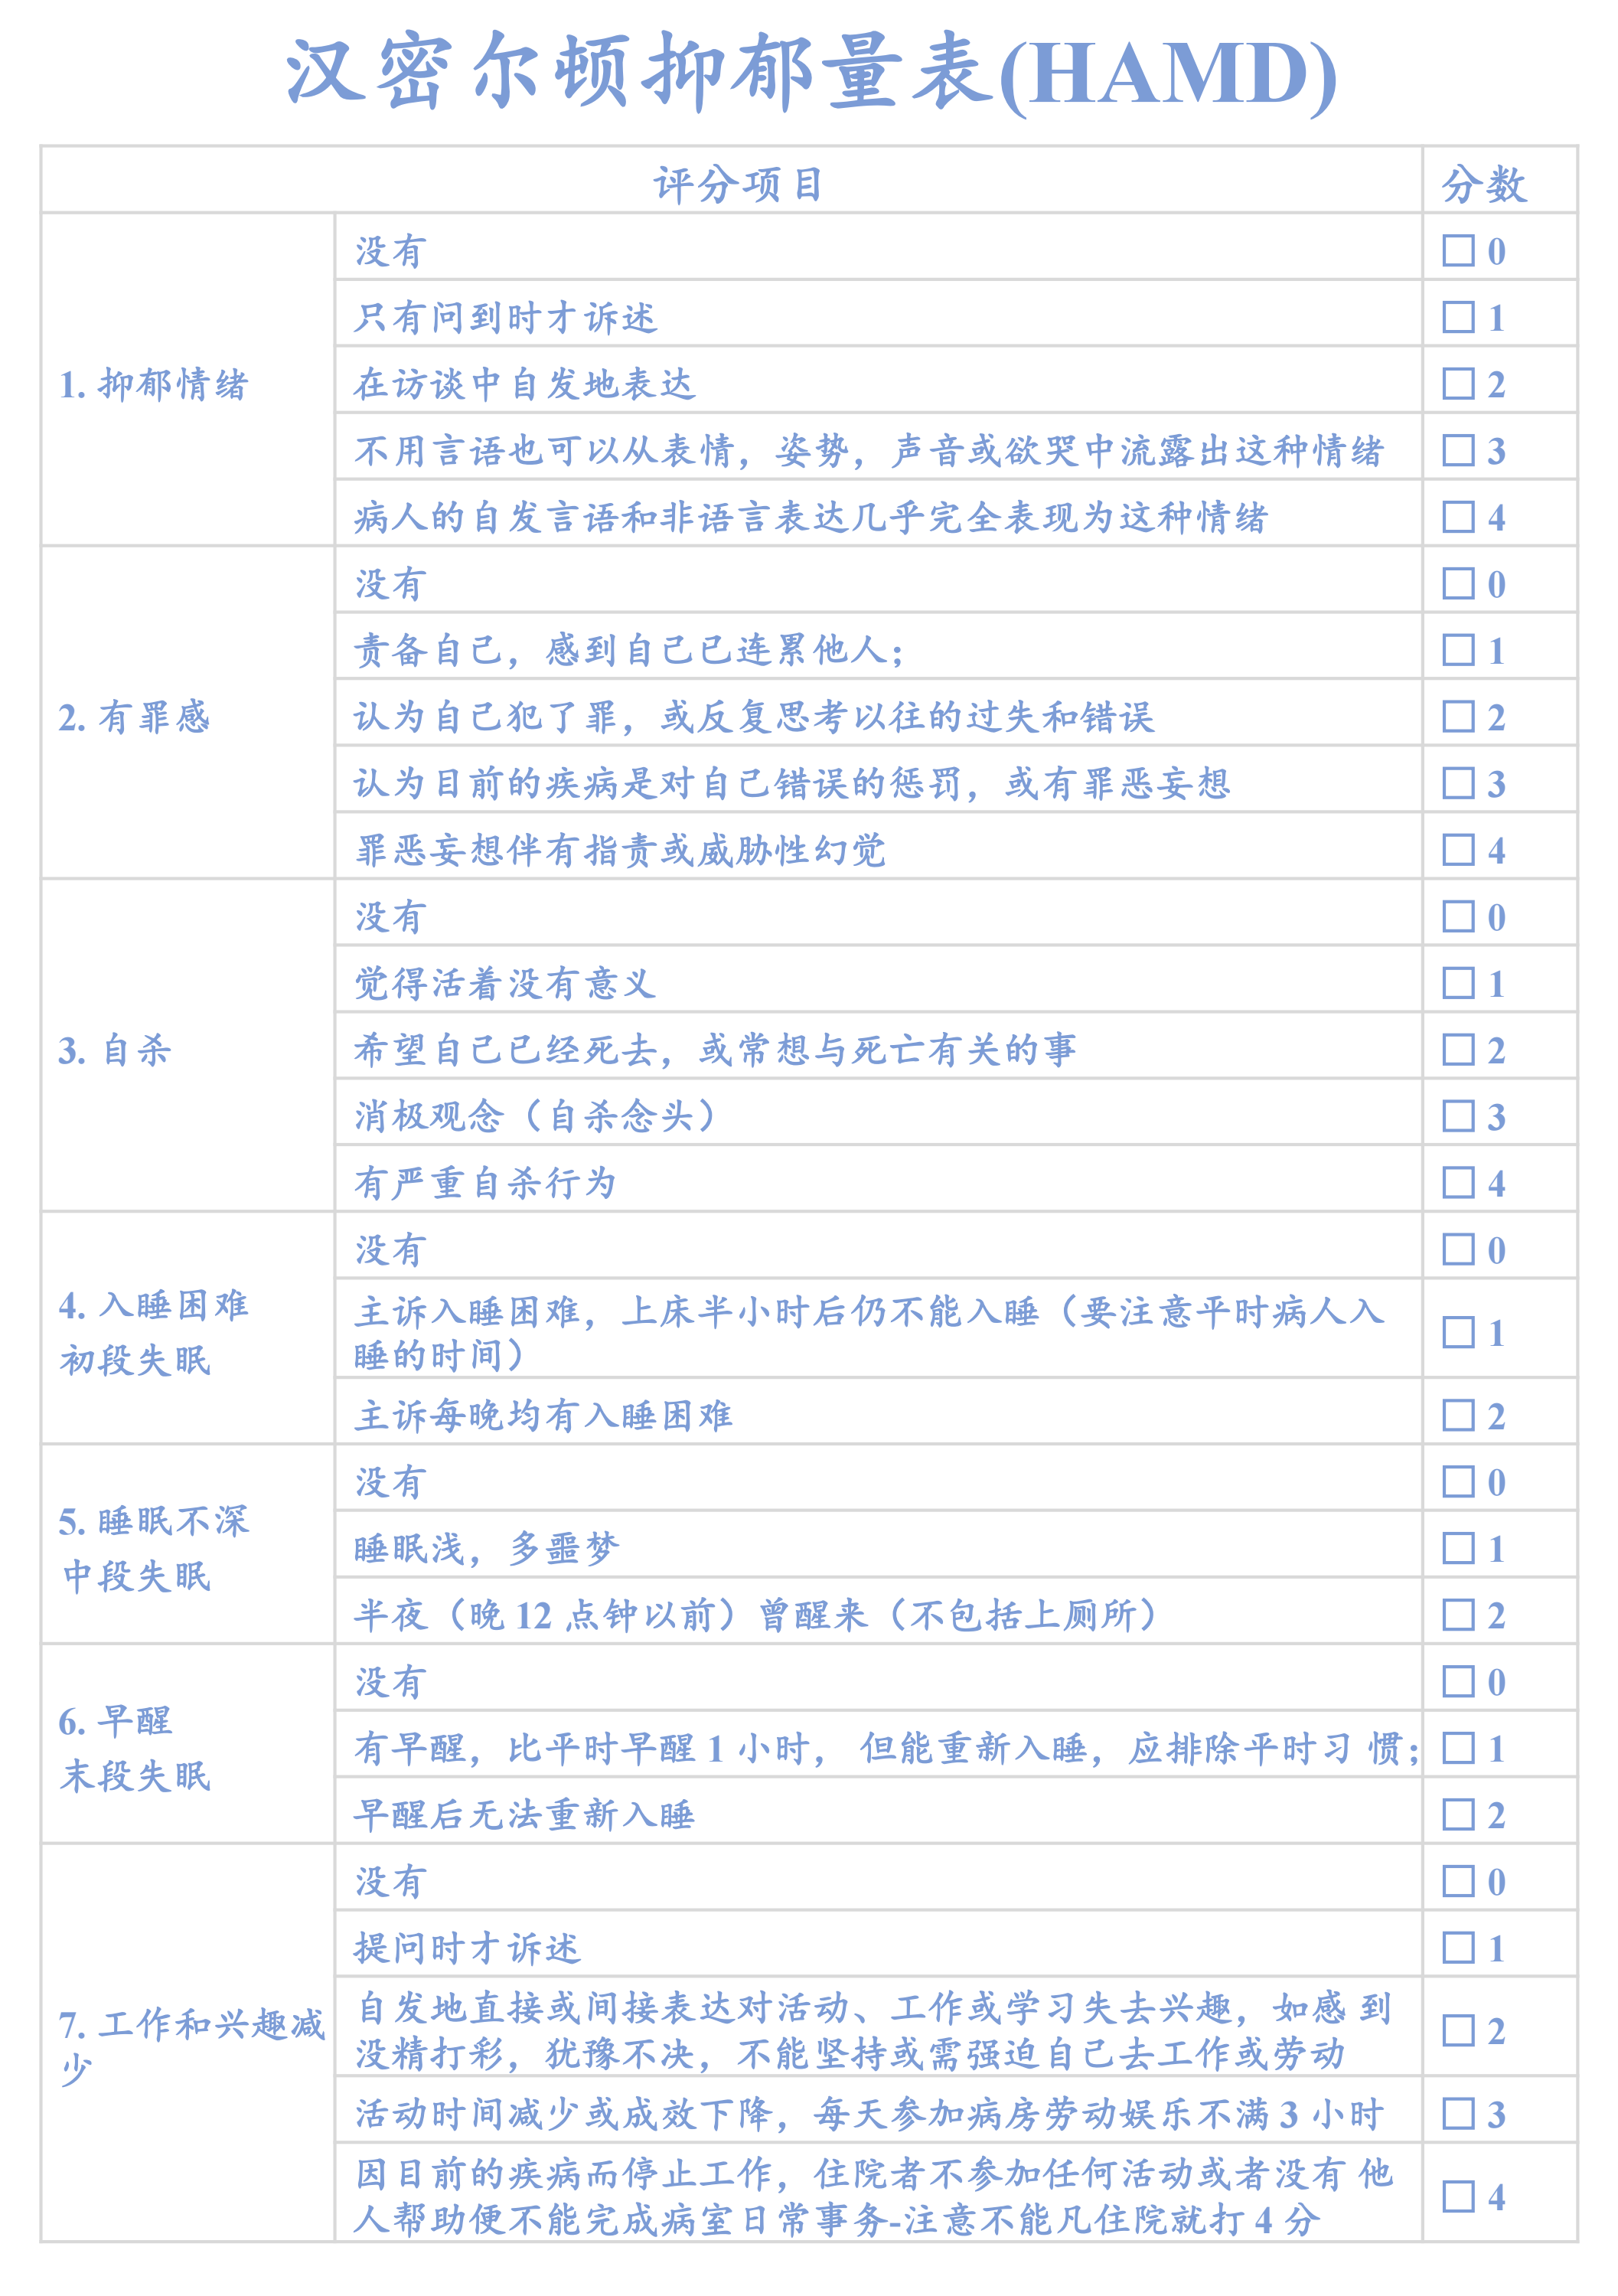 汉密尔顿抑郁量表(HAMD)
评分项目 分数
1. 抑郁情绪
没有 □ 0
只有问到时才诉述 □ 1
在访谈中自发地表达 □ 2
不用言语也可以从表情，姿势，声音或欲哭中流露出这种情绪 □ 3
病人的自发言语和非语言表达几乎完全表现为这种情绪 □ 4
2. 有罪感
没有 □ 0
责备自己，感到自己已连累他人； □ 1
认为自己犯了罪，或反复思考以往的过失和错误 □ 2
认为目前的疾病是对自己错误的惩罚，或有罪恶妄想 □ 3
罪恶妄想伴有指责或威胁性幻觉 □ 4
3. 自杀
没有 □ 0
觉得活着没有意义 □ 1
希望自己已经死去，或常想与死亡有关的事 □ 2
消极观念（自杀念头） □ 3
有严重自杀行为 □ 4
4. 入睡困难
初段失眠
没有 □ 0
主诉入睡困难，上床半小时后仍不能入睡（要注意平时病人入
睡的时间） □ 1
主诉每晚均有入睡困难 □ 2
5. 睡眠不深
中段失眠
没有 □ 0
睡眠浅，多噩梦 □ 1
半夜（晚 12 点钟以前）曾醒来（不包括上厕所） □ 2
6. 早醒
末段失眠
没有 □ 0
有早醒，比平时早醒 1 小时， 但能重新入睡，应排除平时习 惯； □ 1
早醒后无法重新入睡 □ 2
7. 工作和兴趣减
少
没有 □ 0
提问时才诉述 □ 1
自发地直接或间接表达对活动、工作或学习失去兴趣，如感 到
没精打彩，犹豫不决，不能坚持或需强迫自己去工作或劳动 □ 2
活动时间减少或成效下降，每天参加病房劳动娱乐不满 3 小时 □ 3
因目前的疾病而停止工作，住院者不参加任何活动或者没有 他
人帮助便不能完成病室日常事务-注意不能凡住院就打 4 分 □ 4